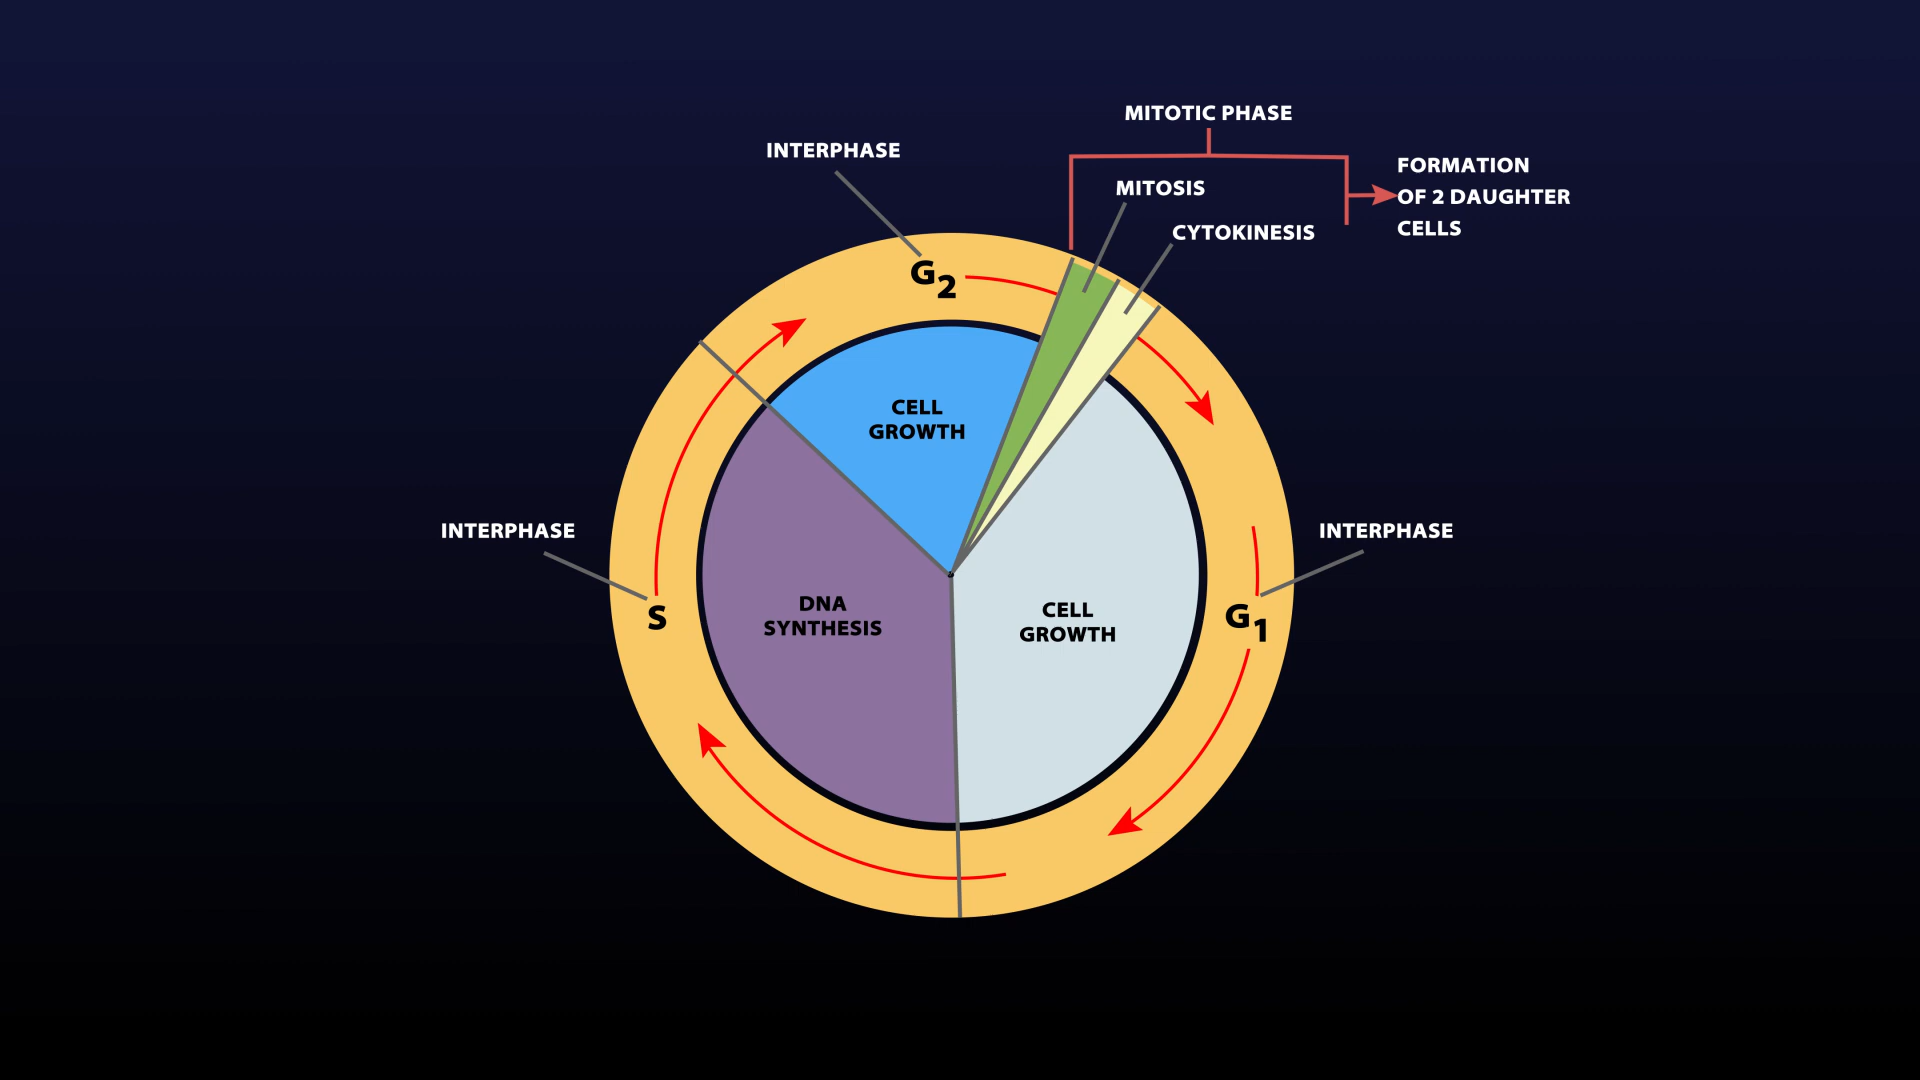 MITOTIC PHASE
INTERPHASE
FORMATION
OF 2 DAUGHTER
CELLS
MITOSIS
CYTOKINESIS
G2
CELL
GROWTH
INTERPHASE
INTERPHASE
S
DNA
SYNTHESIS
CELL
GROWTH
G1